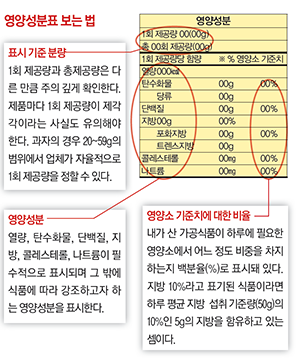 영양성분표 보는 법
표시 기준 분량
1회 제공량과 총제공량은 다
른 만큼 주의 깊게 확인한다.
제품마다 1회 제공량이 제각
각이라는 사실도 유의해야
한다. 과자의 경우 20~59g의
범위에서 업체가 자율적으로
1회 제공량을 정할 수 있다.
영양성분
1회 제공량 00(00g)
총 00회 제공량(00g)
1회 제공량당 함량 ※ % 영양소 기준치
열량 000㎉
탄수화물 00g 00%
당류 00g
단백질 00g 00%
지방00g 00%
포화지방 00g 00%
트렌스지방 00g
콜레스테롤 00㎎ 00%
나트륨 00㎎ 00%
영양성분
열량, 탄수화물, 단백질, 지
방, 콜레스테롤, 나트륨이 필
수적으로 표시되며 그 밖에
식품에 따라 강조하고자 하
는 영양성분을 표시한다.
영양소 기준치에 대한 비율
내가 산 가공식품이 하루에 필요한
영양소에서 어느 정도 비중을 차지
하는지 백분율(%)로 표시돼 있다.
지방 10%라고 표기된 식품이라면
하루 평균 지방 섭취 기준량(50g)의
10%인 5g의 지방을 함유하고 있는
셈이다.